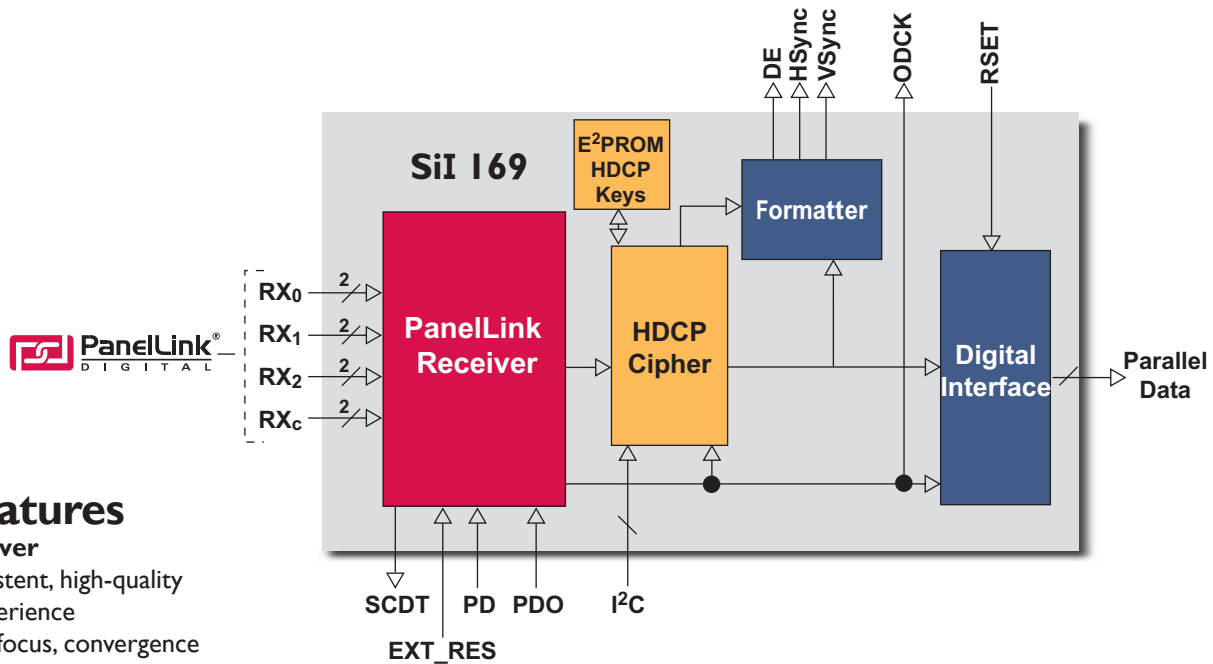 DE
HSync
VSync
ODCK
RSET
SiI 169
E²PROM
HDCP
Keys
Formatter
PanelLink®
DIGITAL
RX₀
2
RX₁
2
RX₂
2
RXc
2
PanelLink
Receiver
HDCP
Cipher
Digital
Interface
Parallel
Data
SCDT
PD
PDO
I²C
EXT_RES
atures
ver
stent, high-quality
erience
focus, convergence